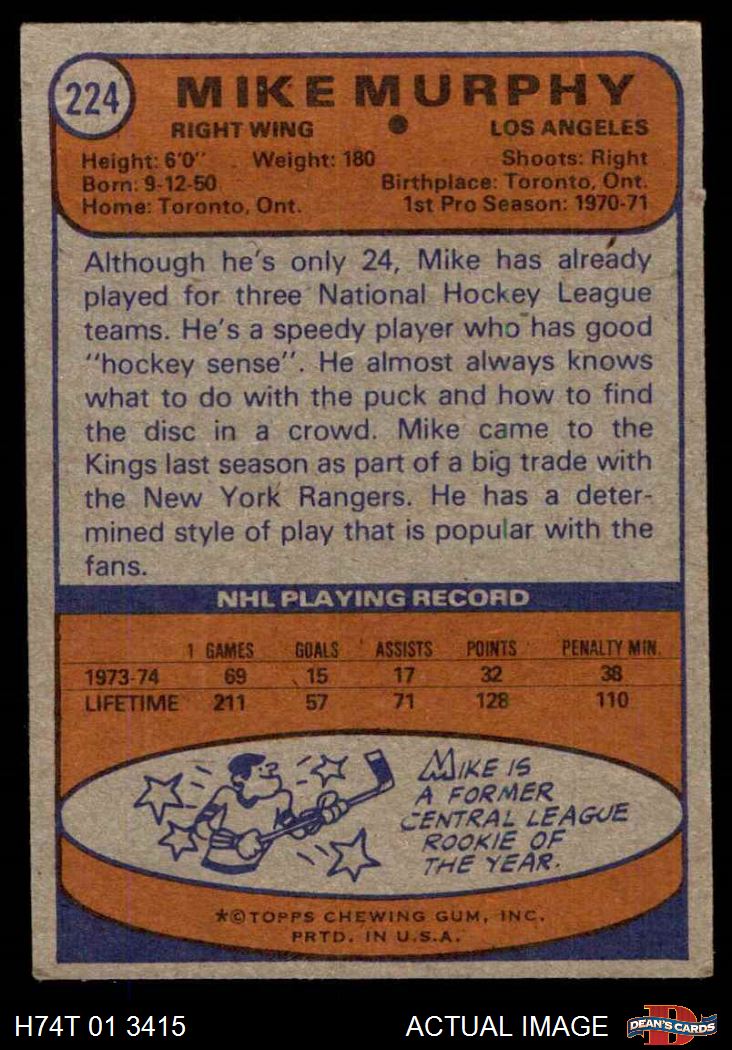 224
MIKE MURPHY
RIGHT WING
LOS ANGELES
Height: 6'0" Weight: 180 Shoots: Right
Born: 9-12-50 Birthplace: Toronto, Ont.
Home: Toronto, Ont. 1st Pro Season: 1970-71
Although he's only 24, Mike has already
played for three National Hockey League
teams. He's a speedy player who has good
"hockey sense". He almost always knows
what to do with the puck and how to find
the disc in a crowd. Mike came to the
Kings last season as part of a big trade with
the New York Rangers. He has a deter-
mined style of play that is popular with the
fans.
NHL PLAYING RECORD
GAMES GOALS ASSISTS POINTS PENALTY MIN.
1973-74 69 15 17 32 38
LIFETIME 211 57 71 128 110
MIKE IS
A FORMER
CENTRAL LEAGUE
ROOKIE OF
THE YEAR.
*©TOPPS CHEWING GUM, INC.
PRTD. IN U.S.A.
H74T 01 3415
ACTUAL IMAGE
D
DEAN'S CARDS